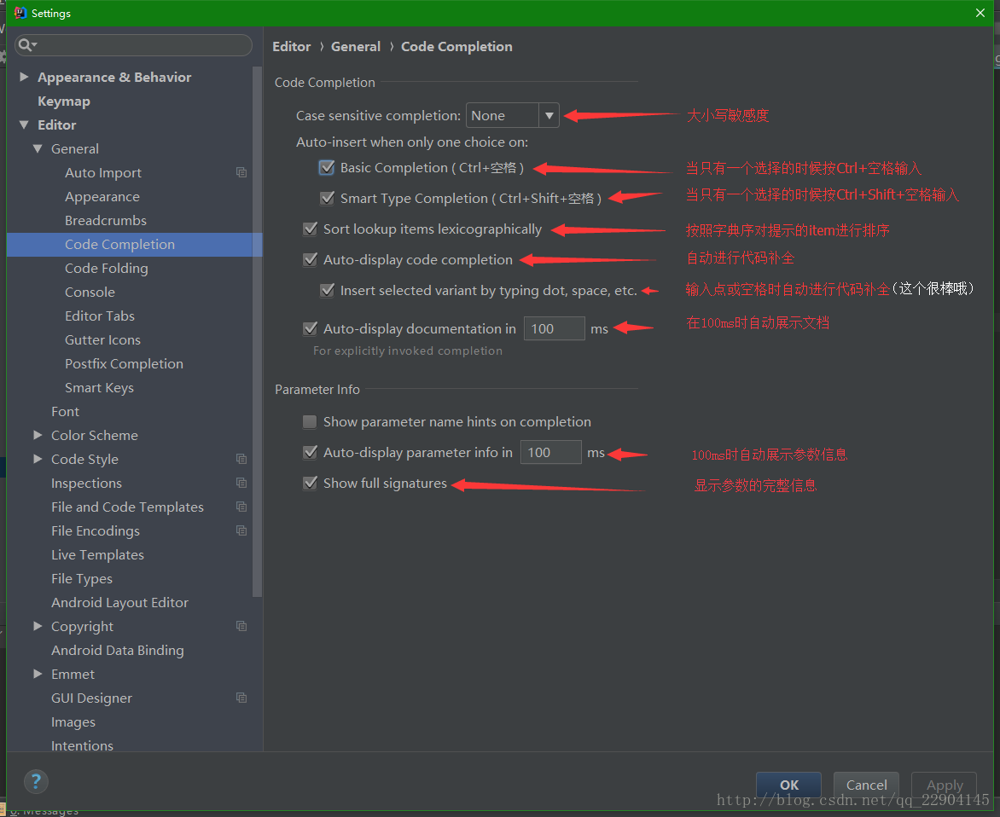 Settings
Editor › General › Code Completion
Appearance & Behavior
Keymap
Editor
General
Auto Import
Appearance
Breadcrumbs
Code Completion
Code Folding
Console
Editor Tabs
Gutter Icons
Postfix Completion
Smart Keys
Font
Color Scheme
Code Style
Inspections
File and Code Templates
File Encodings
Live Templates
File Types
Android Layout Editor
Copyright
Android Data Binding
Emmet
GUI Designer
Images
Intentions
Code Completion
Case sensitive completion: None 大小写敏感度
Auto-insert when only one choice on:
Basic Completion ( Ctrl+空格 ) 当只有一个选择的时候按Ctrl+空格输入
Smart Type Completion ( Ctrl+Shift+空格 ) 当只有一个选择的时候按Ctrl+Shift+空格输入
Sort lookup items lexicographically 按照字典序对提示的item进行排序
Auto-display code completion 自动进行代码补全
Insert selected variant by typing dot, space, etc. 输入点或空格时自动进行代码补全(这个很棒哦)
Auto-display documentation in 100 ms 在100ms时自动展示文档
For explicitly invoked completion
Parameter Info
Show parameter name hints on completion
Auto-display parameter info in 100 ms 100ms时自动展示参数信息
Show full signatures 显示参数的完整信息
? OK Cancel Apply
http://blog.csdn.net/qq_22904145
Messages